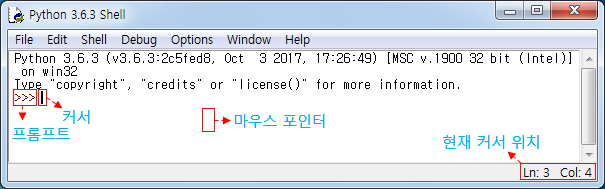 Python 3.6.3 Shell
File Edit Shell Debug Options Window Help
Python 3.6.3 (v3.6.3:2c5fed8, Oct  3 2017, 17:26:49) [MSC v.1900 32 bit (Intel)]
on win32
Type "copyright", "credits" or "license()" for more information.
>>>
커서
마우스 포인터
프롬프트
현재 커서 위치
Ln: 3 Col: 4